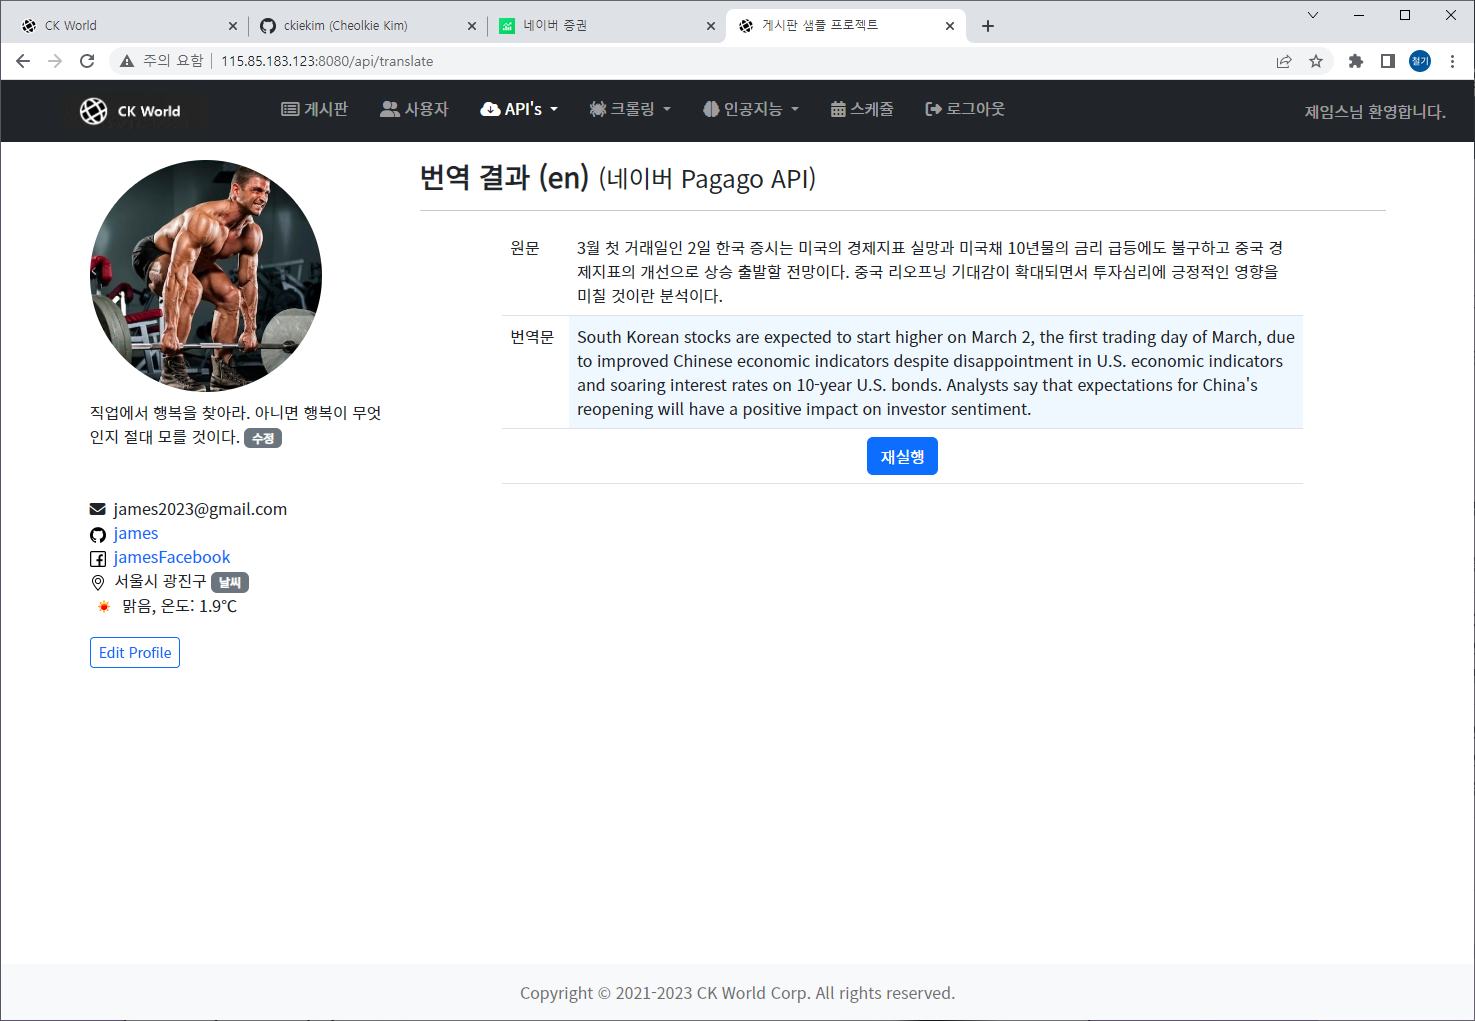 CK World
ckiekim (Cheolkie Kim)
네이버 증권
게시판 샘플 프로젝트
주의 요함
115.85.183.123:8080/api/translate
철기
CK World
게시판
사용자
API's
크롤링
인공지능
스케쥴
로그아웃
제임스님 환영합니다.
직업에서 행복을 찾아라. 아니면 행복이 무엇
인지 절대 모를 것이다. 수정
james2023@gmail.com
james
jamesFacebook
서울시 광진구 날씨
맑음, 온도: 1.9℃
Edit Profile
번역 결과 (en) (네이버 Pagago API)
원문
3월 첫 거래일인 2일 한국 증시는 미국의 경제지표 실망과 미국채 10년물의 금리 급등에도 불구하고 중국 경
제지표의 개선으로 상승 출발할 전망이다. 중국 리오프닝 기대감이 확대되면서 투자심리에 긍정적인 영향을
미칠 것이란 분석이다.
번역문
South Korean stocks are expected to start higher on March 2, the first trading day of March, due
to improved Chinese economic indicators despite disappointment in U.S. economic indicators
and soaring interest rates on 10-year U.S. bonds. Analysts say that expectations for China's
reopening will have a positive impact on investor sentiment.
재실행
Copyright © 2021-2023 CK World Corp. All rights reserved.